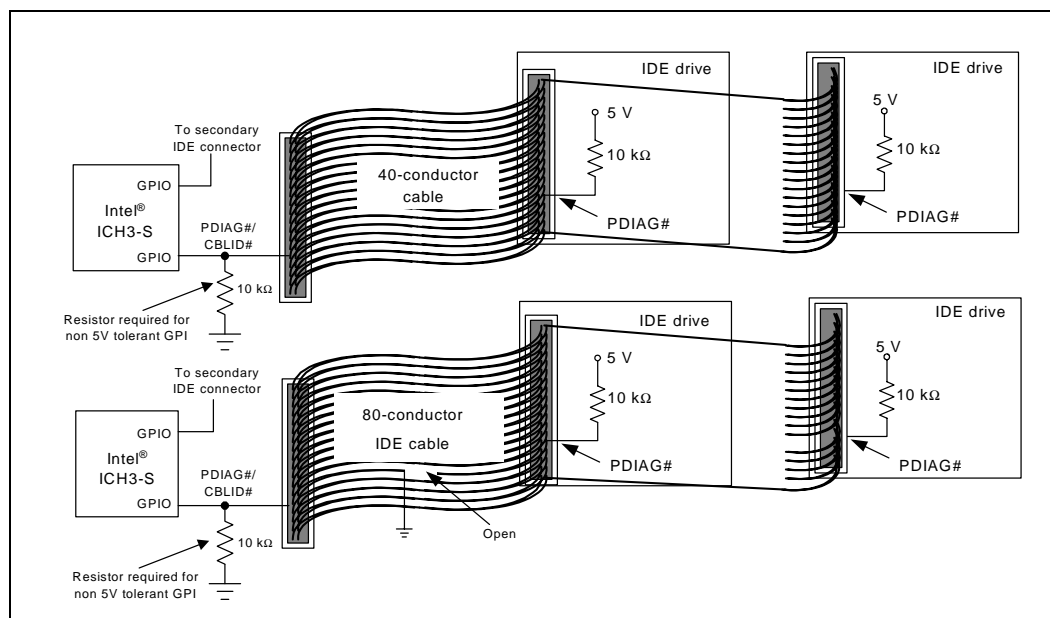 IDE drive
IDE drive
5 V
5 V
To secondary
IDE connector
10 kΩ
10 kΩ
40-conductor
cable
GPIO
Intel®
ICH3-S
PDIAG#/
CBLID#
PDIAG#
PDIAG#
GPIO
10 kΩ
Resistor required for
non 5V tolerant GPI
IDE drive
IDE drive
5 V
5 V
To secondary
IDE connector
10 kΩ
10 kΩ
80-conductor
IDE cable
GPIO
Intel®
ICH3-S
PDIAG#/
CBLID#
PDIAG#
PDIAG#
GPIO
Open
10 kΩ
Resistor required for
non 5V tolerant GPI